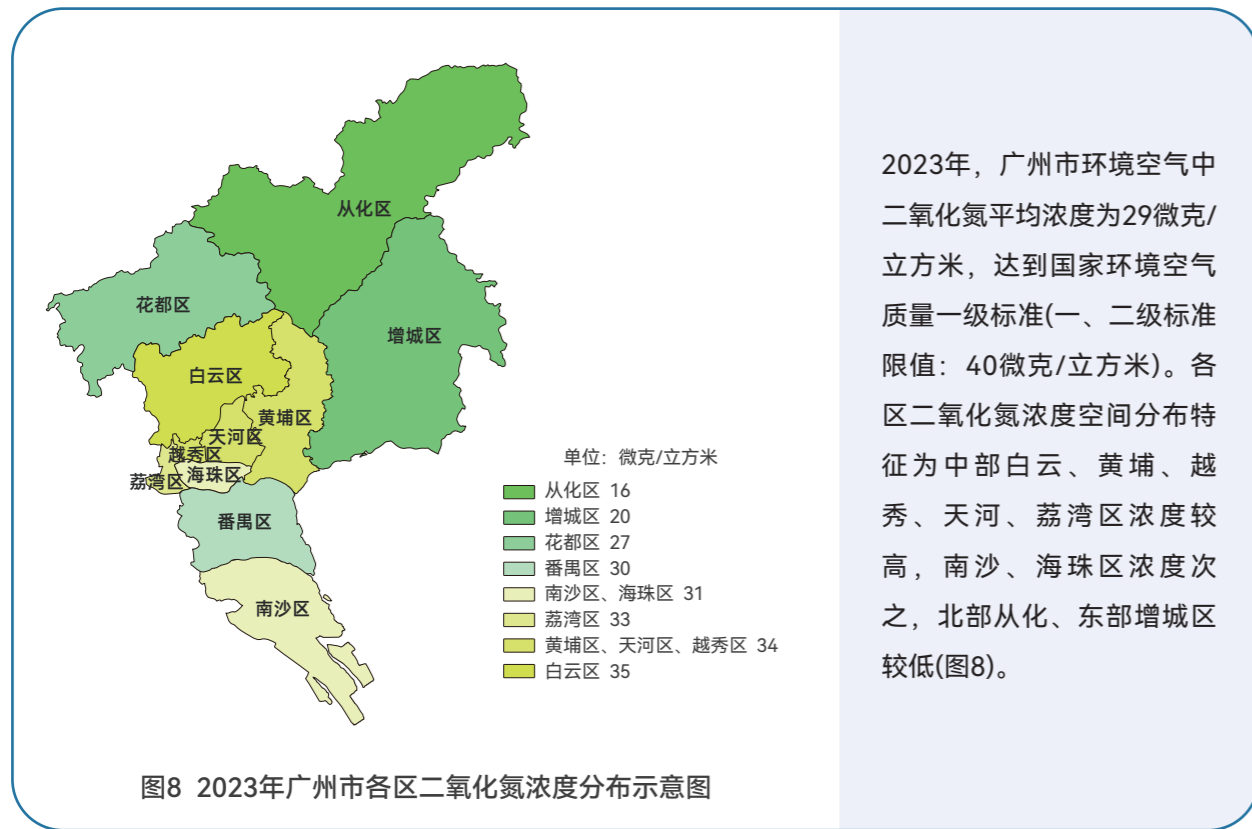 从化区
花都区
增城区
白云区
黄埔区
天河区
越秀区
海珠区
荔湾区
番禺区
南沙区
单位：微克/立方米
从化区 16
增城区 20
花都区 27
番禺区 30
南沙区、海珠区 31
荔湾区 33
黄埔区、天河区、越秀区 34
白云区 35
图8 2023年广州市各区二氧化氮浓度分布示意图
2023年，广州市环境空气中
二氧化氮平均浓度为29微克/
立方米，达到国家环境空气
质量一级标准(一、二级标准
限值：40微克/立方米)。各
区二氧化氮浓度空间分布特
征为中部白云、黄埔、越
秀、天河、荔湾区浓度较
高，南沙、海珠区浓度次
之，北部从化、东部增城区
较低(图8)。